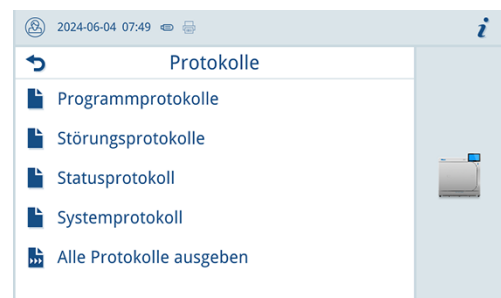 2024-06-04 07:49
Protokolle
Programmprotokolle
Störungsprotokolle
Statusprotokoll
Systemprotokoll
Alle Protokolle ausgeben